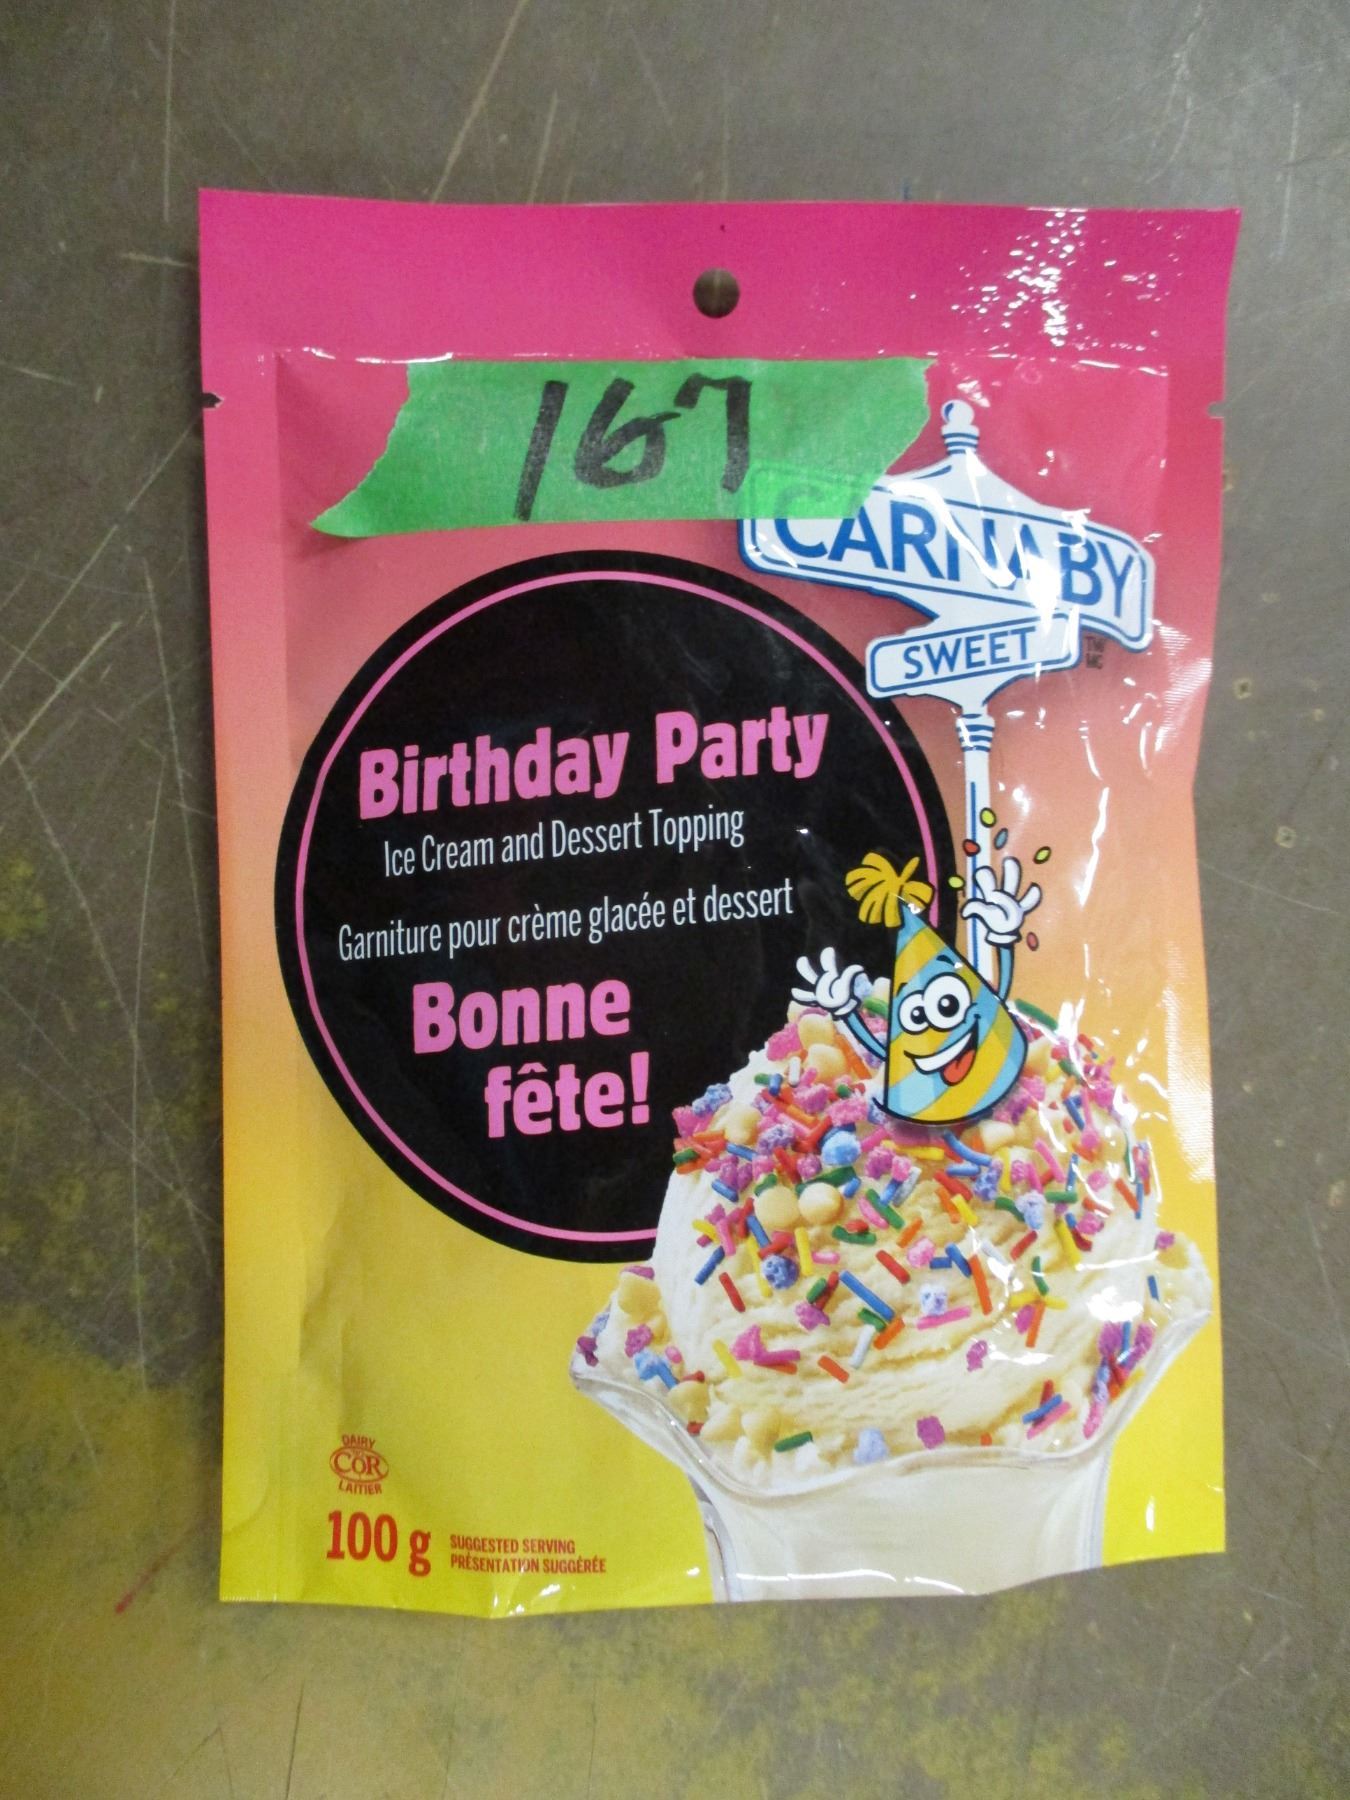 167
CARNABY
SWEET
TM
MC
Birthday Party
Ice Cream and Dessert Topping
Garniture pour crème glacée et dessert
Bonne
fête!
DAIRY
COR
LAITIER
100 g
SUGGESTED SERVING
PRÉSENTATION SUGGÉRÉE